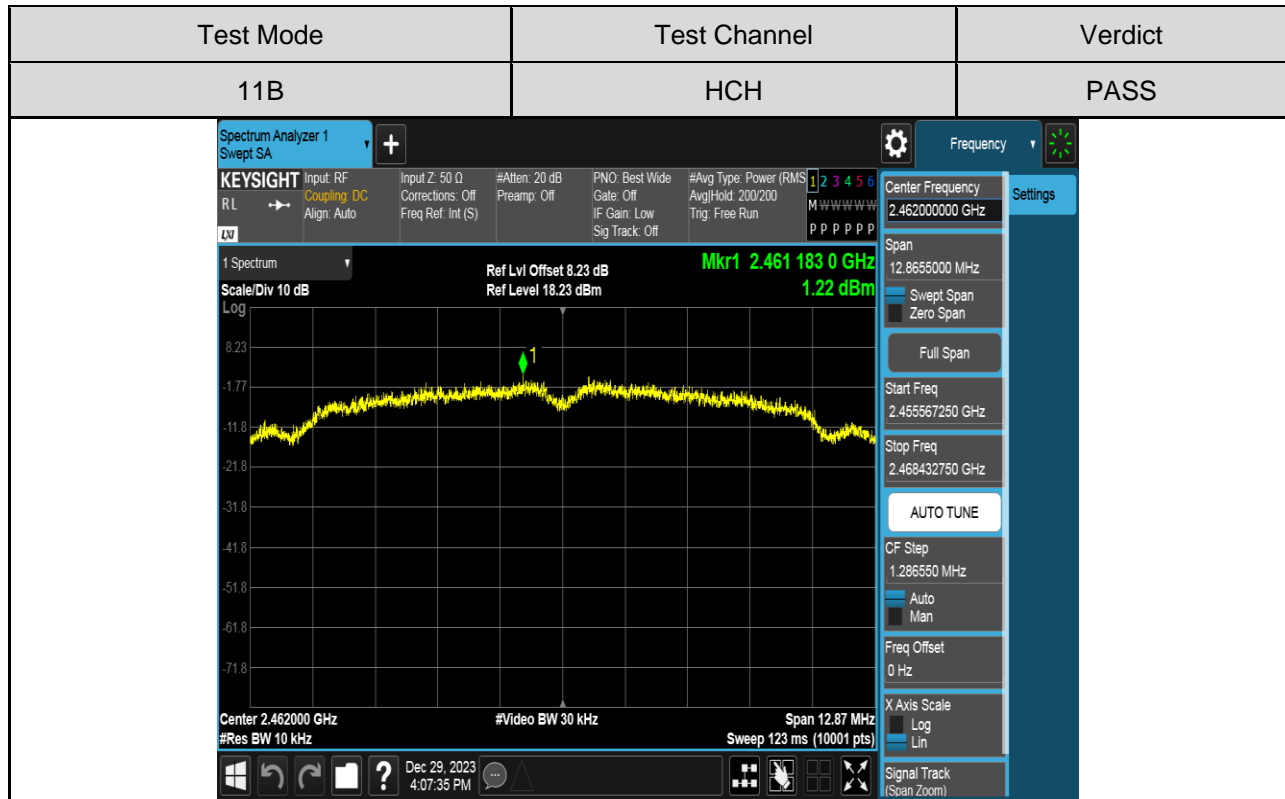 Test Mode Test Channel Verdict
11B HCH PASS
Spectrum Analyzer 1
Swept SA
+
Frequency
KEYSIGHT
RL
LXI
Input: RF
Coupling: DC
Align: Auto
Input Z: 50 Ω
Corrections: Off
Freq Ref: Int (S)
#Atten: 20 dB
Preamp: Off
PNO: Best Wide
Gate: Off
IF Gain: Low
Sig Track: Off
#Avg Type: Power (RMS
Avg|Hold: 200/200
Trig: Free Run
1 2 3 4 5 6
M W W W W W
P P P P P P
1 Spectrum
Scale/Div 10 dB
Ref Lvl Offset 8.23 dB
Ref Level 18.23 dBm
Mkr1 2.461 183 0 GHz
1.22 dBm
Log
1
8.23
-1.77
-11.8
-21.8
-31.8
-41.8
-51.8
-61.8
-71.8
Center 2.462000 GHz #Video BW 30 kHz Span 12.87 MHz
#Res BW 10 kHz Sweep 123 ms (10001 pts)
?
Dec 29, 2023
4:07:35 PM
Settings
Center Frequency
2.462000000 GHz
Span
12.8655000 MHz
Swept Span
Zero Span
Full Span
Start Freq
2.455567250 GHz
Stop Freq
2.468432750 GHz
AUTO TUNE
CF Step
1.286550 MHz
Auto
Man
Freq Offset
0 Hz
X Axis Scale
Log
Lin
Signal Track
(Span Zoom)